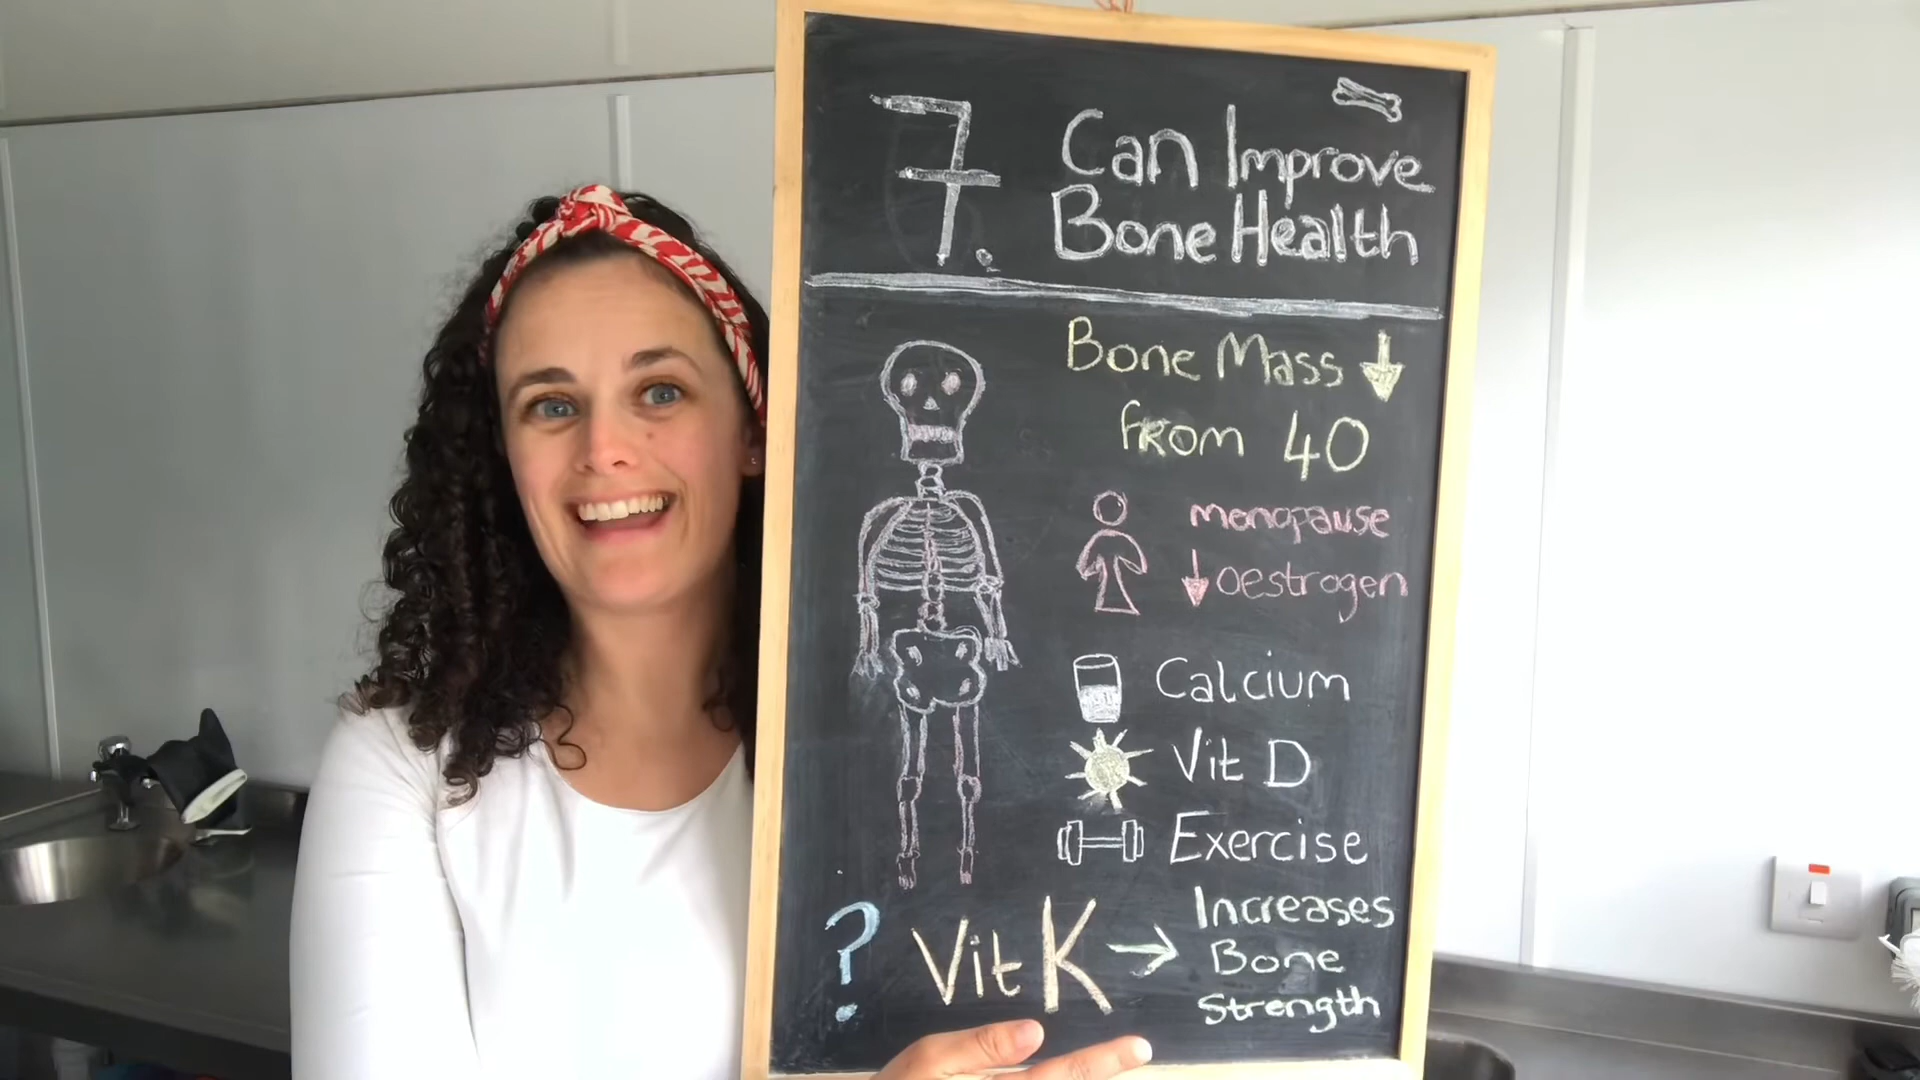 7. Can Improve
Bone Health
Bone Mass ↓
from 40
menopause
↓ oestrogen
Calcium
Vit D
Exercise
? Vit K → Increases
Bone
Strength